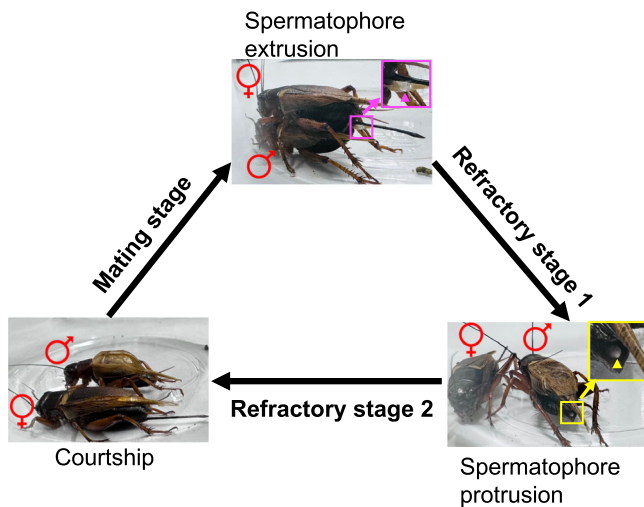 Spermatophore
extrusion
Mating stage
Refractory stage 1
Refractory stage 2
Courtship
Spermatophore
protrusion